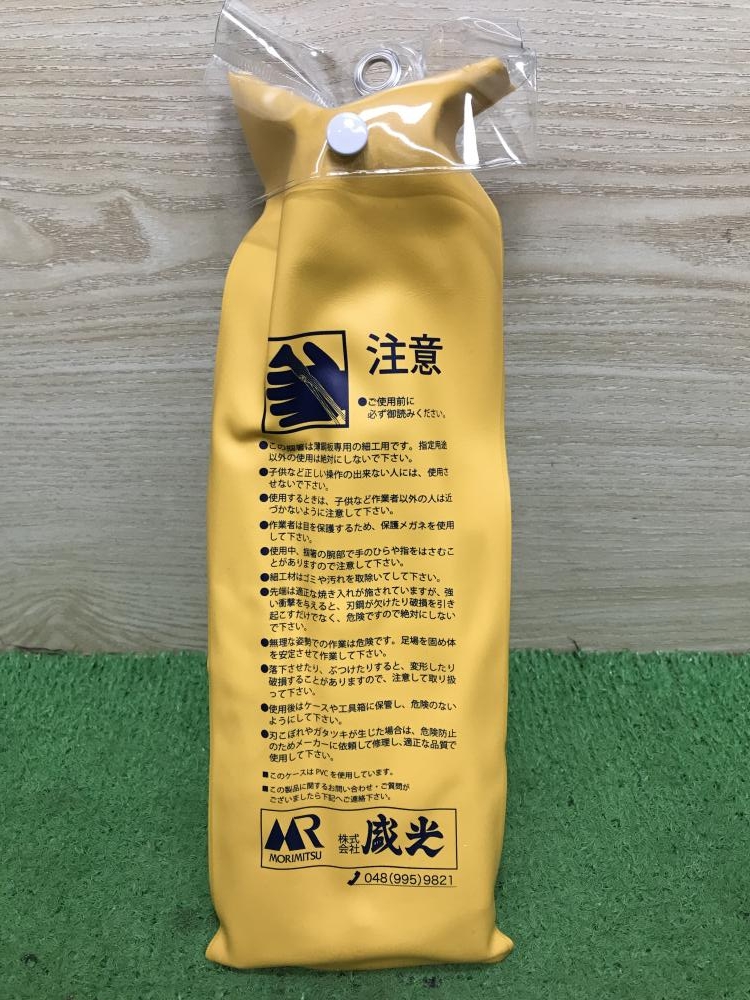 注意
●ご使用前に
必ず御読みください。
●この掴箸は薄鋼板専用の細工用です。指定用途
以外の使用は絶対にしないで下さい。
●子供など正しい操作の出来ない人には、使用さ
せないで下さい。
●使用するときは、子供など作業者以外の人は近
づかないように注意して下さい。
●作業者は目を保護するため、保護メガネを使用
して下さい。
●使用中、掴箸の腕部で手のひらや指をはさむこ
とがありますので注意して下さい。
●細工材はゴミや汚れを取除いてして下さい。
●先端は適正な焼き入れが施されていますが、強
い衝撃を与えると、刃鋼が欠けたり破損を引き
起こすだけでなく、危険ですので絶対にしない
で下さい。
●無理な姿勢での作業は危険です。足場を固め体
を安定させて作業して下さい。
●落下させたり、ぶつけたりすると、変形したり
破損することがありますので、注意して取り扱
って下さい。
●使用後はケースや工具箱に保管し、危険のない
ようにして下さい。
●刃こぼれやガタツキが生じた場合は、危険防止
のためメーカーに依頼して修理し、適正な品質で
使用して下さい。
■このケースはPVCを使用しています。
■この製品に関するお問い合わせ・ご質問が
ございましたら下記へご連絡下さい。
MR
MORIMITSU
株式会社 盛光
048(995)9821